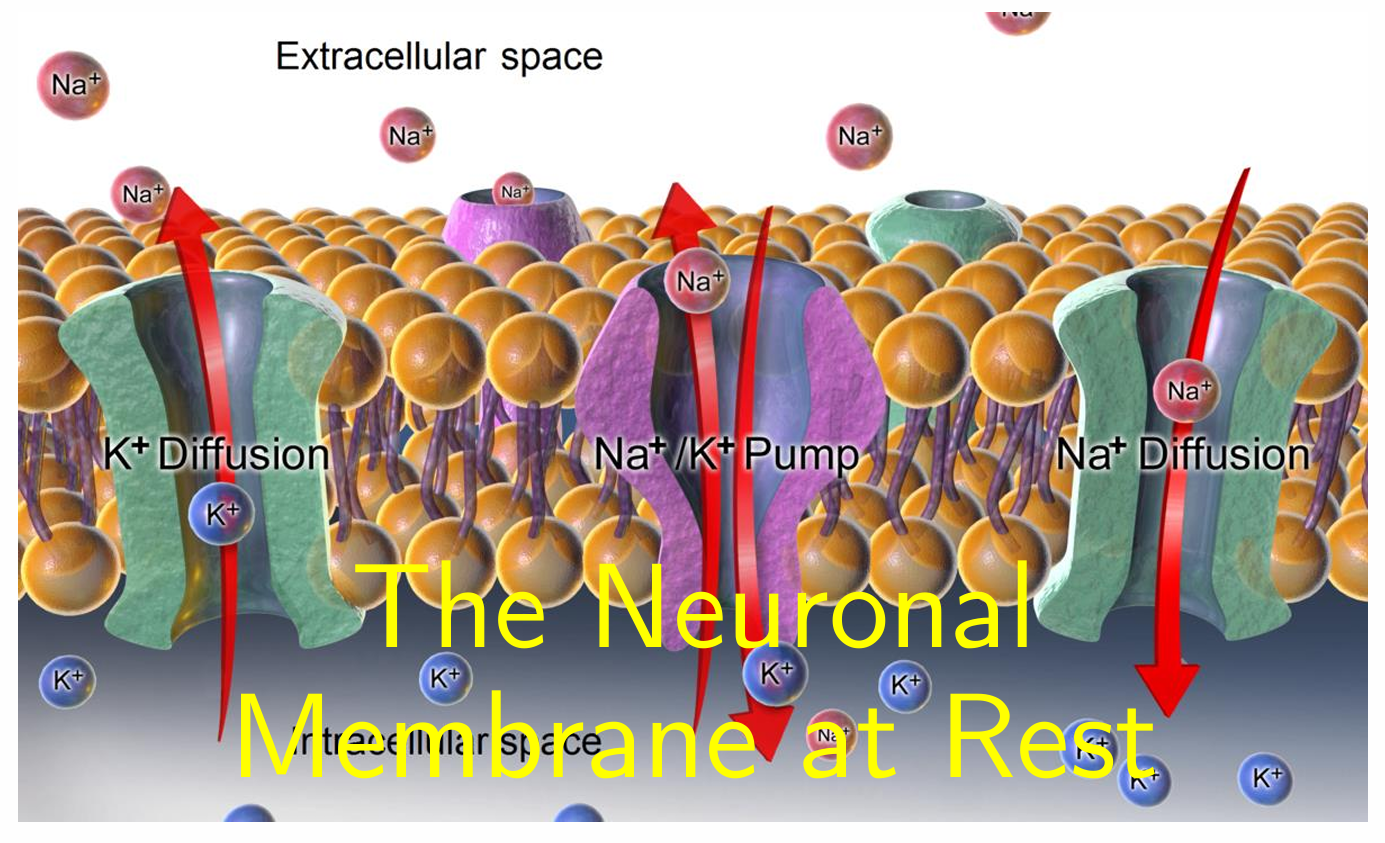 Na⁺
Extracellular space
Na⁺
Na⁺
Na⁺
Na⁺
Na⁺
Na⁺
Na⁺
K⁺ Diffusion
Na⁺/K⁺ Pump
Na⁺ Diffusion
K⁺
The Neuronal
K⁺
K⁺
K⁺
K⁺
Membrane at Rest
Intracellular space
Na⁺
K⁺
K⁺
K⁺